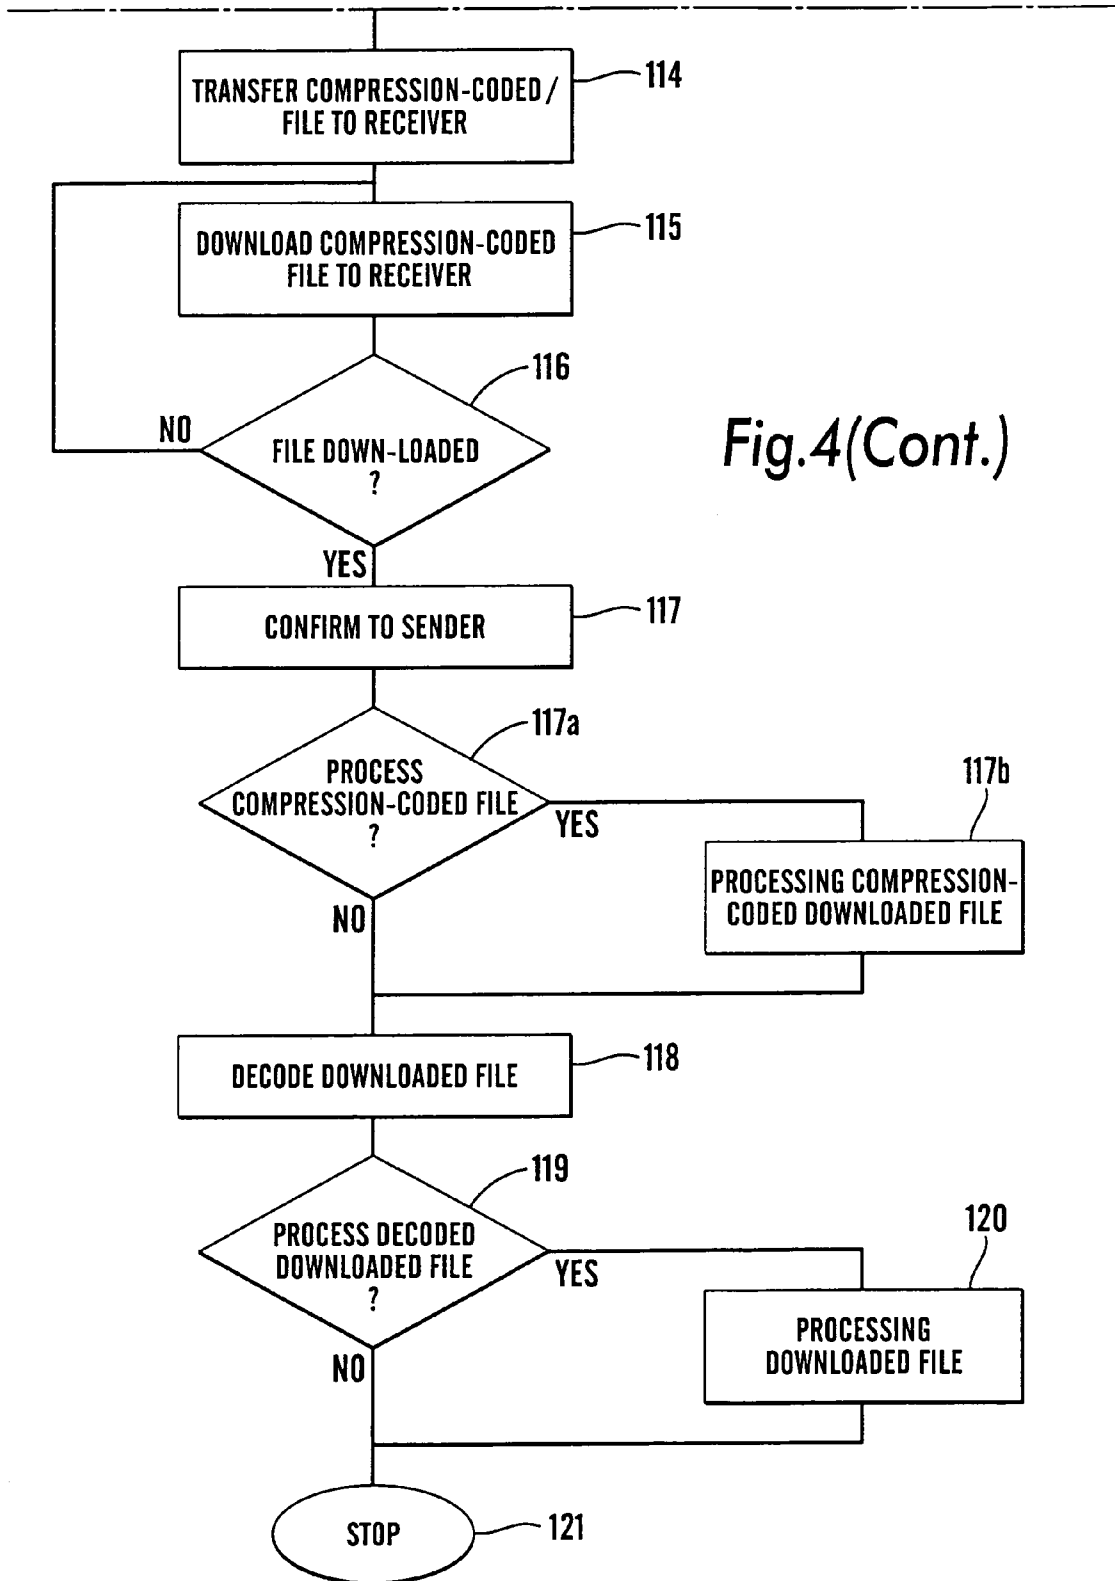 TRANSFER COMPRESSION-CODED /
FILE TO RECEIVER
114
DOWNLOAD COMPRESSION-CODED
FILE TO RECEIVER
115
116
FILE DOWN-LOADED
?
NO
YES
Fig.4(Cont.)
CONFIRM TO SENDER
117
117a
PROCESS
COMPRESSION-CODED FILE
?
YES
NO
117b
PROCESSING COMPRESSION-
CODED DOWNLOADED FILE
DECODE DOWNLOADED FILE
118
119
PROCESS DECODED
DOWNLOADED FILE
?
YES
NO
120
PROCESSING
DOWNLOADED FILE
STOP
121